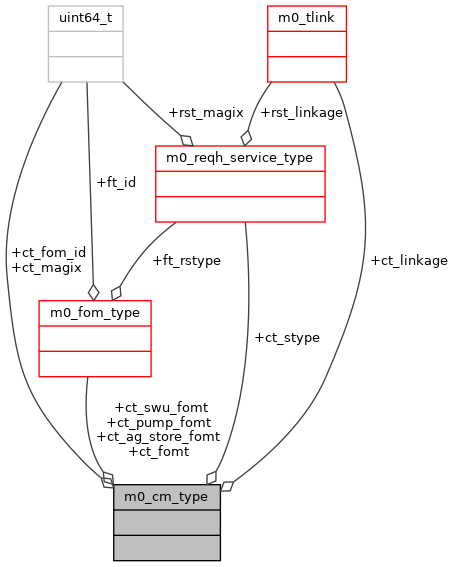 uint64_t
m0_tlink
+rst_magix
+rst_linkage
m0_reqh_service_type
+ft_id
+ct_fom_id
+ct_magix
+ft_rstype
+ct_linkage
m0_fom_type
+ct_stype
+ct_swu_fomt
+ct_pump_fomt
+ct_ag_store_fomt
+ct_fomt
m0_cm_type